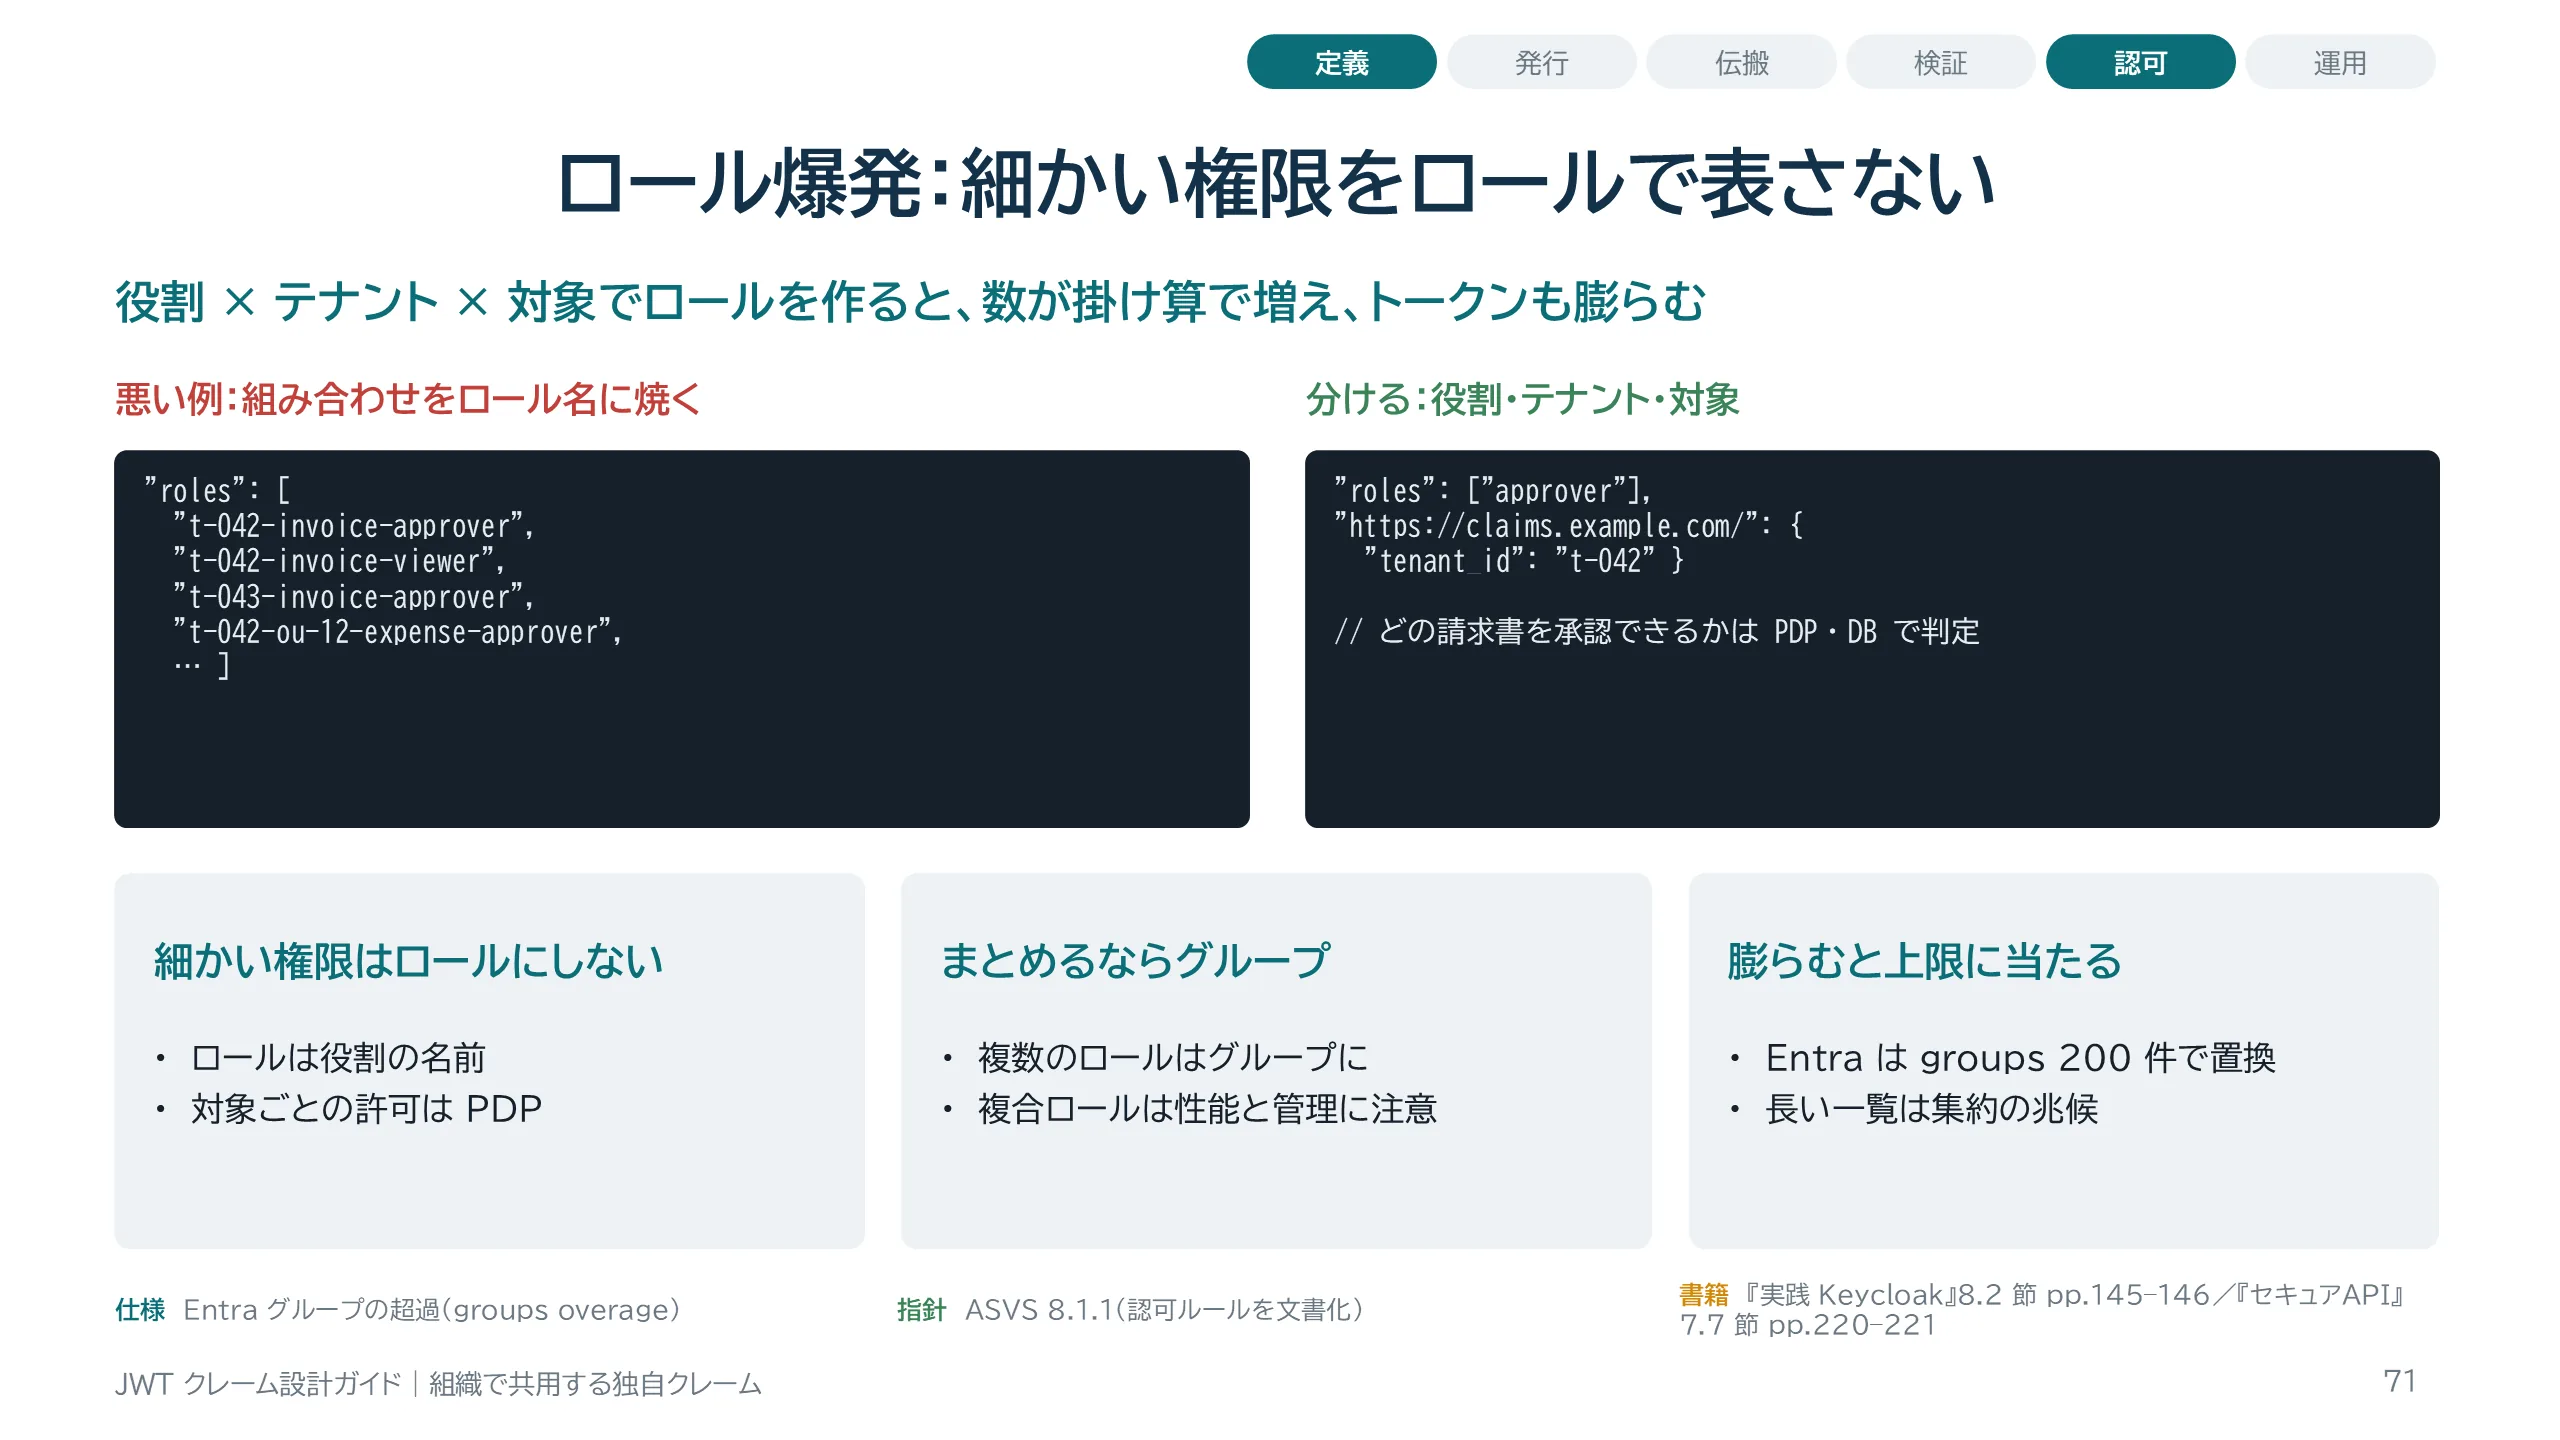 定義 発行 伝搬 検証 認可 運用
ロール爆発：細かい権限をロールで表さない
役割 × テナント × 対象でロールを作ると、数が掛け算で増え、トークンも膨らむ
悪い例：組み合わせをロール名に焼く
"roles": [
"t-042-invoice-approver",
"t-042-invoice-viewer",
"t-043-invoice-approver",
"t-042-ou-12-expense-approver",
… ]
分ける：役割・テナント・対象
"roles": ["approver"],
"https://claims.example.com/": {
"tenant_id": "t-042" }
// どの請求書を承認できるかは PDP・DB で判定
細かい権限はロールにしない
・ ロールは役割の名前
・ 対象ごとの許可は PDP
まとめるならグループ
・ 複数のロールはグループに
・ 複合ロールは性能と管理に注意
膨らむと上限に当たる
・ Entra は groups 200 件で置換
・ 長い一覧は集約の兆候
仕様 Entra グループの超過（groups overage）
指針 ASVS 8.1.1（認可ルールを文書化）
書籍 『実践 Keycloak』8.2 節 pp.145–146／『セキュアAPI』
7.7 節 pp.220–221
JWT クレーム設計ガイド｜組織で共用する独自クレーム
71